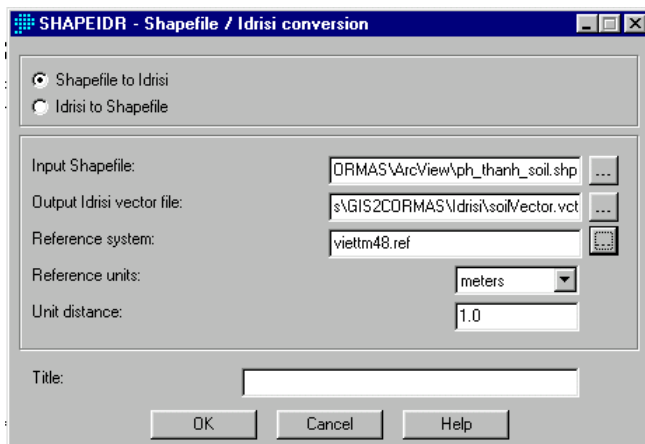 SHAPEIDR - Shapefile / Idrisi conversion
Shapefile to Idrisi
Idrisi to Shapefile
Input Shapefile: ORMAS\ArcView\ph_thanh_soil.shp ...
Output Idrisi vector file: s\GIS2CORMAS\Idrisi\soilVector.vct ...
Reference system: viettm48.ref ...
Reference units: meters
Unit distance: 1.0
Title:
OK Cancel Help